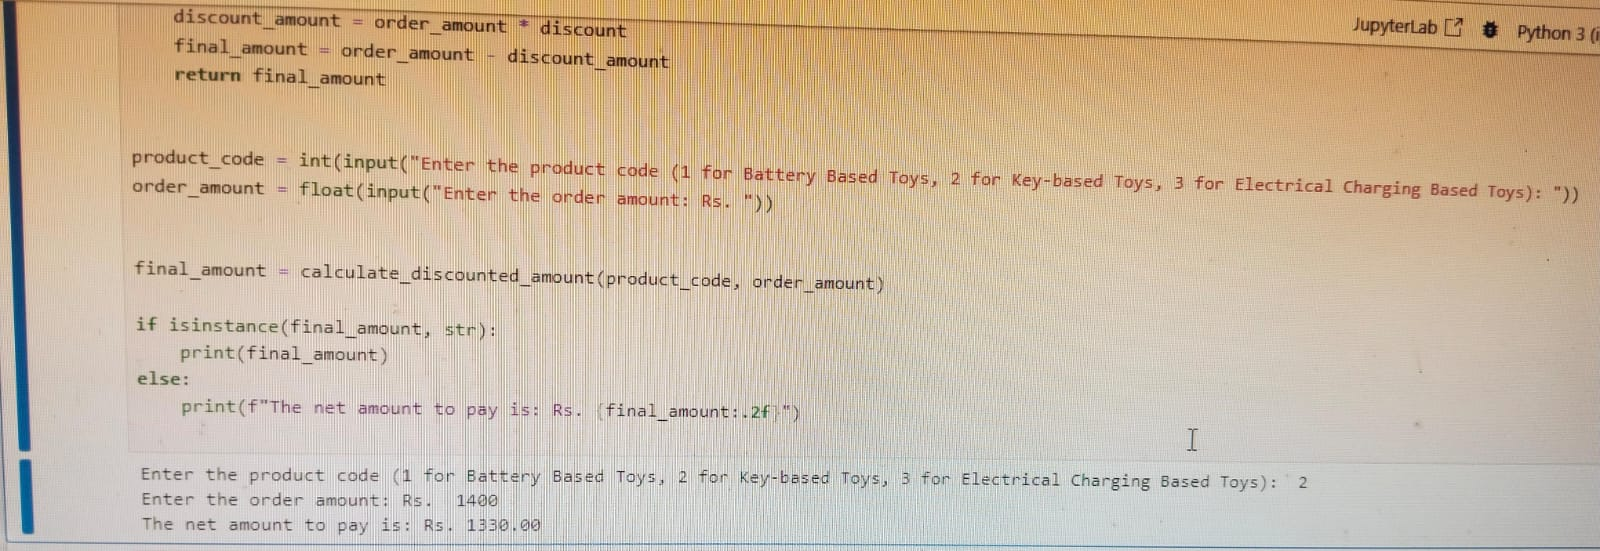 discount_amount = order_amount * discount
final_amount = order_amount - discount_amount
return final_amount
JupyterLab
Python 3 (i
product_code = int(input("Enter the product code (1 for Battery Based Toys, 2 for Key-based Toys, 3 for Electrical Charging Based Toys): "))
order_amount = float(input("Enter the order amount: Rs. "))
final_amount = calculate_discounted_amount(product_code, order_amount)
if isinstance(final_amount, str):
print(final_amount)
else:
print(f"The net amount to pay is: Rs. {final_amount:.2f}")
Enter the product code (1 for Battery Based Toys, 2 for Key-based Toys, 3 for Electrical Charging Based Toys): 2
Enter the order amount: Rs. 1400
The net amount to pay is: Rs. 1330.00